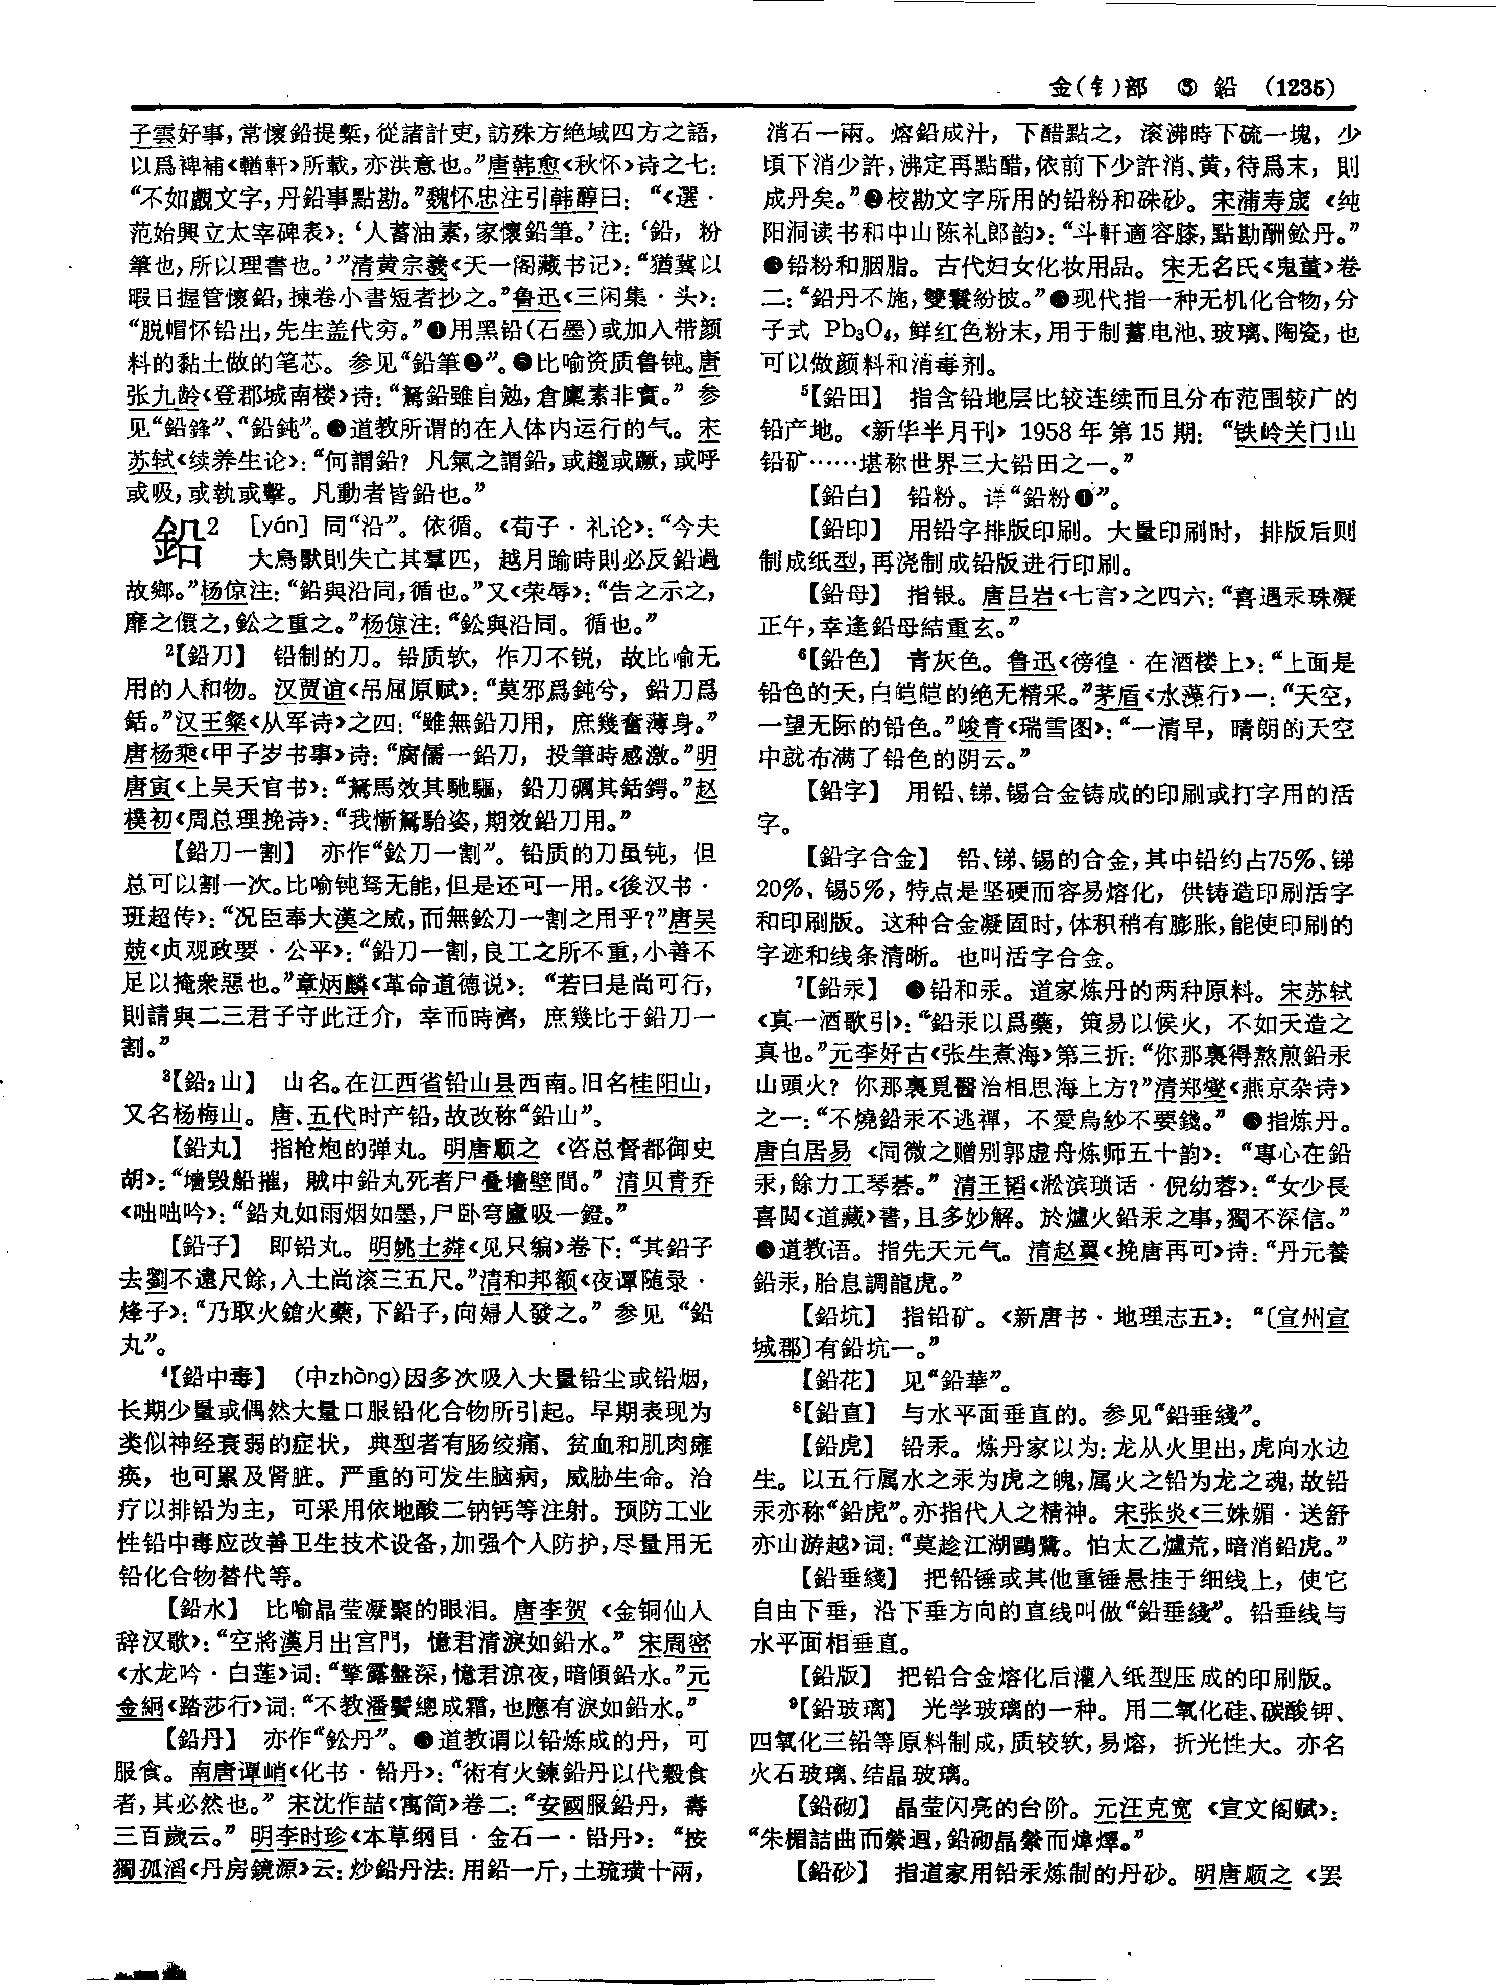 金(钅)部 ⑤ 鉛 (1235)
子雲好事，常懷鉛提槧，從諸計吏，訪殊方絶域四方之語，
以爲裨補《輶軒》所載，亦洪意也。”唐韩愈《秋怀》诗之七：
“不如覷文字，丹鉛事點勘。”魏怀忠注引韩醇曰：“《選·
范始興立太宰碑表》：‘人蓄油素，家懷鉛筆。’注：‘鉛，粉
筆也，所以理書也。’”清黄宗羲《天一阁藏书记》：“猶冀以
暇日握管懷鉛，揀卷小書短者抄之。”鲁迅《三闲集·头》：
“脱帽怀铅出，先生盖代穷。”❹用黑铅(石墨)或加入带颜
料的黏土做的笔芯。参见“鉛筆❷”。❺比喻资质鲁钝。唐
张九龄《登郡城南楼》诗：“駑鉛雖自勉，倉廩素非實。”参
见“鉛鋒”、“鉛鈍”。❻道教所谓的在人体内运行的气。宋
苏轼《续养生论》：“何謂鉛？凡氣之謂鉛，或趨或蹶，或呼
或吸，或執或擊。凡動者皆鉛也。”
鉛2 [yán] 同“沿”。依循。《荀子·礼论》：“今夫
大鳥獸則失亡其羣匹，越月踰時則必反鉛過
故鄉。”杨倞注：“鉛與沿同，循也。”又《荣辱》：“告之示之，
靡之儇之，鈆之重之。”杨倞注：“鈆與沿同。循也。”
2【鉛刀】 铅制的刀。铅质软，作刀不锐，故比喻无
用的人和物。汉贾谊《吊屈原赋》：“莫邪爲鈍兮，鉛刀爲
銛。”汉王粲《从军诗》之四：“雖無鉛刀用，庶幾奮薄身。”
唐杨乘《甲子岁书事》诗：“腐儒一鉛刀，投筆時感激。”明
唐寅《上吴天官书》：“駑馬效其馳驅，鉛刀礪其銛鍔。”赵
樸初《周总理挽诗》：“我慚駑駘姿，期效鉛刀用。”
【鉛刀一割】 亦作“鈆刀一割”。铅质的刀虽钝，但
总可以割一次。比喻钝驽无能，但是还可一用。《後汉书·
班超传》：“况臣奉大漢之威，而無鈆刀一割之用乎？”唐吴
兢《贞观政要·公平》：“鉛刀一割，良工之所不重，小善不
足以掩衆惡也。”章炳麟《革命道德说》：“若曰是尚可行，
則請與二三君子守此迂介，幸而時濟，庶幾比于鉛刀一
割。”
3【鉛2山】 山名。在江西省铅山县西南。旧名桂阳山，
又名杨梅山。唐、五代时产铅，故改称“鉛山”。
【鉛丸】 指枪炮的弹丸。明唐顺之《咨总督都御史
胡》：“墻毁船摧，賊中鉛丸死者尸叠墻壁間。”清贝青乔
《咄咄吟》：“鉛丸如雨烟如墨，尸卧穹廬吸一鐙。”
【鉛子】 即铅丸。明姚士粦《见只编》卷下：“其鉛子
去劉不遠尺餘，入土尚滚三五尺。”清和邦额《夜谭随录·
烽子》：“乃取火鎗火藥，下鉛子，向婦人發之。”参见“鉛
丸”。
4【鉛中毒】 (中zhòng)因多次吸入大量铅尘或铅烟，
长期少量或偶然大量口服铅化合物所引起。早期表现为
类似神经衰弱的症状，典型者有肠绞痛、贫血和肌肉瘫
痪，也可累及肾脏。严重的可发生脑病，威胁生命。治
疗以排铅为主，可采用依地酸二钠钙等注射。预防工业
性铅中毒应改善卫生技术设备，加强个人防护，尽量用无
铅化合物替代等。
【鉛水】 比喻晶莹凝聚的眼泪。唐李贺《金铜仙人
辞汉歌》：“空將漢月出宫門，憶君清淚如鉛水。”宋周密
《水龙吟·白莲》词：“擎露盤深，憶君凉夜，暗傾鉛水。”元
金絅《踏莎行》词：“不教潘鬢總成霜，也應有淚如鉛水。”
【鉛丹】 亦作“鈆丹”。❶道教谓以铅炼成的丹，可
服食。南唐谭峭《化书·铅丹》：“術有火鍊鉛丹以代穀食
者，其必然也。”宋沈作喆《寓简》卷二：“安國服鉛丹，壽
三百歲云。”明李时珍《本草纲目·金石一·铅丹》：“按
獨孤滔《丹房鏡源》云：炒鉛丹法：用鉛一斤，土琉璜十兩，
消石一兩。熔鉛成汁，下醋點之，滚沸時下硫一塊，少
頃下消少許，沸定再點醋，依前下少許消、黄，待爲末，則
成丹矣。”❷校勘文字所用的铅粉和硃砂。宋蒲寿宬《纯
阳洞读书和中山陈礼郎韵》：“斗軒適容膝，點勘酬鈆丹。”
❸铅粉和胭脂。古代妇女化妆用品。宋无名氏《鬼董》卷
二：“鉛丹不施，雙鬟紛披。”❹现代指一种无机化合物，分
子式 Pb₃O₄，鲜红色粉末，用于制蓄电池、玻璃、陶瓷，也
可以做颜料和消毒剂。
5【鉛田】 指含铅地层比较连续而且分布范围较广的
铅产地。《新华半月刊》1958年第15期：“铁岭关门山
铅矿……堪称世界三大铅田之一。”
【鉛白】 铅粉。详“鉛粉❶”。
【鉛印】 用铅字排版印刷。大量印刷时，排版后则
制成纸型，再浇制成铅版进行印刷。
【鉛母】 指银。唐吕岩《七言》之四六：“喜遇汞珠凝
正午，幸逢鉛母結重玄。”
6【鉛色】 青灰色。鲁迅《彷徨·在酒楼上》：“上面是
铅色的天，白皑皑的绝无精采。”茅盾《水藻行》一：“天空，
一望无际的铅色。”峻青《瑞雪图》：“一清早，晴朗的天空
中就布满了铅色的阴云。”
【鉛字】 用铅、锑、锡合金铸成的印刷或打字用的活
字。
【鉛字合金】 铅、锑、锡的合金，其中铅约占75%、锑
20%、锡5%，特点是坚硬而容易熔化，供铸造印刷活字
和印刷版。这种合金凝固时，体积稍有膨胀，能使印刷的
字迹和线条清晰。也叫活字合金。
7【鉛汞】 ❶铅和汞。道家炼丹的两种原料。宋苏轼
《真一酒歌引》：“鉛汞以爲藥，策易以候火，不如天造之
真也。”元李好古《张生煮海》第三折：“你那裏得熬煎鉛汞
山頭火？你那裏覓醫治相思海上方？”清郑燮《燕京杂诗》
之一：“不燒鉛汞不逃禪，不愛烏紗不要錢。”❷指炼丹。
唐白居易《同微之赠别郭虚舟炼师五十韵》：“專心在鉛
汞，餘力工琴棊。”清王韬《淞滨琐话·倪幼蓉》：“女少長
喜閲《道藏》書，且多妙解。於爐火鉛汞之事，獨不深信。”
❸道教语。指先天元气。清赵翼《挽唐再可》诗：“丹元養
鉛汞，胎息調龍虎。”
【鉛坑】 指铅矿。《新唐书·地理志五》：“〔宣州宣
城郡〕有鉛坑一。”
【鉛花】 见“鉛華”。
8【鉛直】 与水平面垂直的。参见“鉛垂綫”。
【鉛虎】 铅汞。炼丹家以为：龙从火里出，虎向水边
生。以五行属水之汞为虎之魄，属火之铅为龙之魂，故铅
汞亦称“鉛虎”。亦指代人之精神。宋张炎《三姝媚·送舒
亦山游越》词：“莫趁江湖鷗鷺。怕太乙爐荒，暗消鉛虎。”
【鉛垂綫】 把铅锤或其他重锤悬挂于细线上，使它
自由下垂，沿下垂方向的直线叫做“鉛垂綫”。铅垂线与
水平面相垂直。
【鉛版】 把铅合金熔化后灌入纸型压成的印刷版。
9【鉛玻璃】 光学玻璃的一种。用二氧化硅、碳酸钾、
四氧化三铅等原料制成，质较软，易熔，折光性大。亦名
火石玻璃、结晶玻璃。
【鉛砌】 晶莹闪亮的台阶。元汪克宽《宣文阁赋》：
“朱楣詰曲而縈迴，鉛砌晶縈而煒燡。”
【鉛砂】 指道家用铅汞炼制的丹砂。明唐顺之《罢